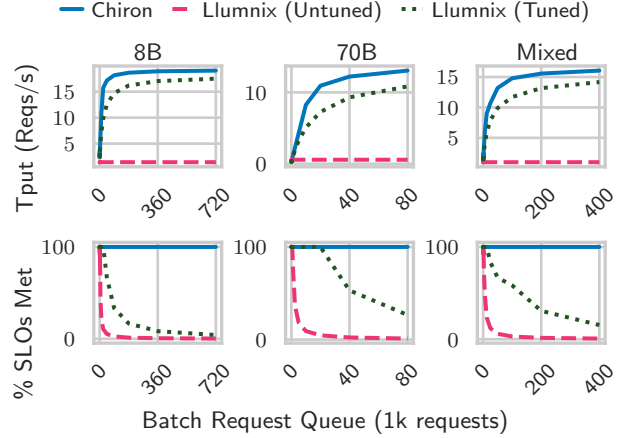 Chiron Llumnix (Untuned) Llumnix (Tuned)
8B 70B Mixed
Tput (Reqs/s)
15
10
5
0 360 720
10
0
0 40 80
15
10
5
0 200 400
% SLOs Met
100
0
0 360 720
100
0
0 40 80
100
0
0 200 400
Batch Request Queue (1k requests)